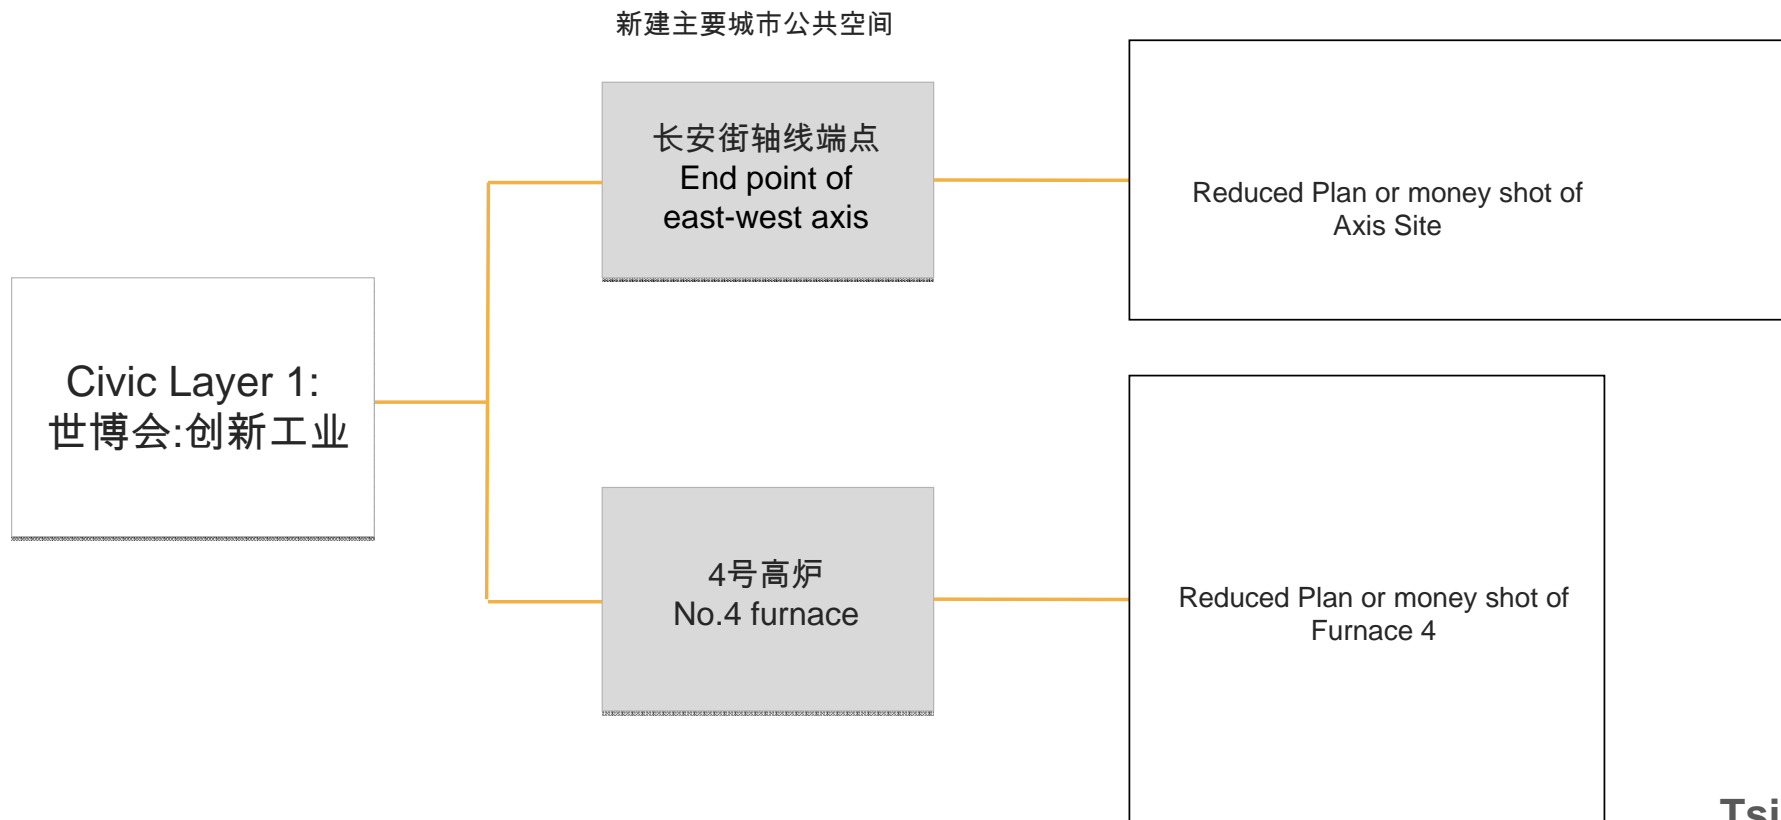 新建主要城市公共空间
长安街轴线端点
End point of
east-west axis
Reduced Plan or money shot of
Axis Site
Civic Layer 1:
世博会:创新工业
4号高炉
No.4 furnace
Reduced Plan or money shot of
Furnace 4
Tsi